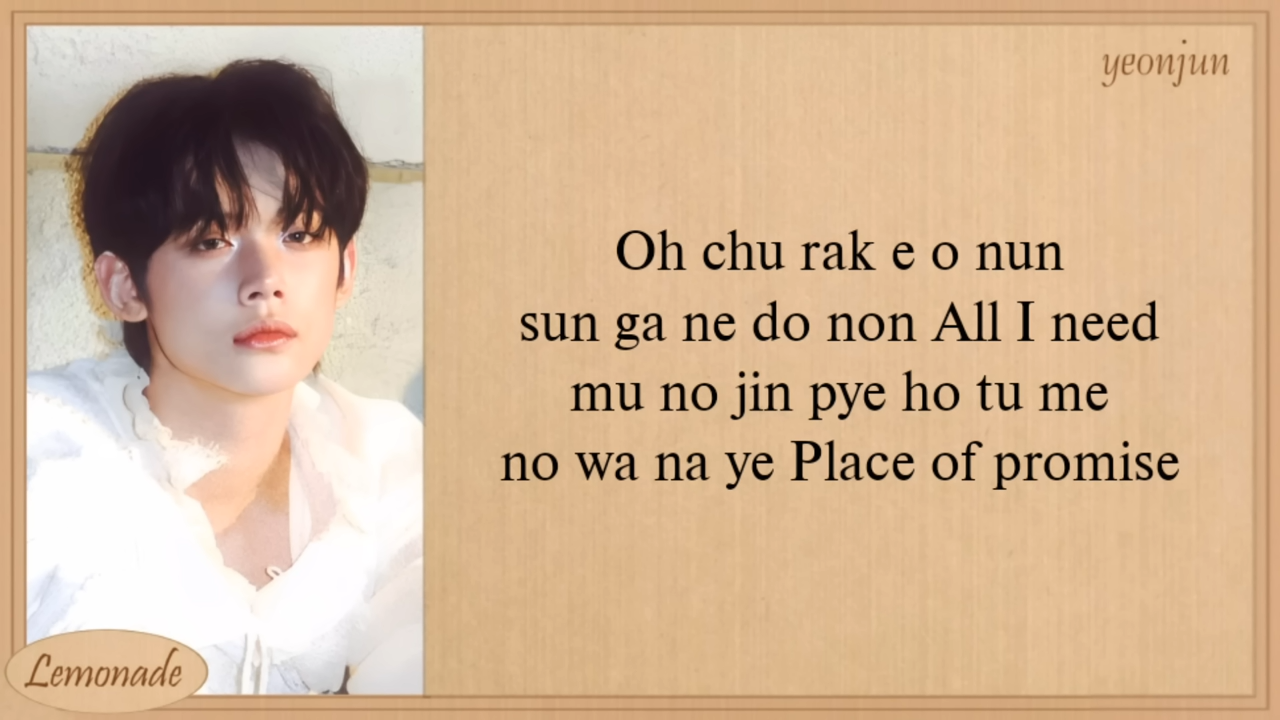 yeonjun
Oh chu rak e o nun
sun ga ne do non All I need
mu no jin pye ho tu me
no wa na ye Place of promise
Lemonade